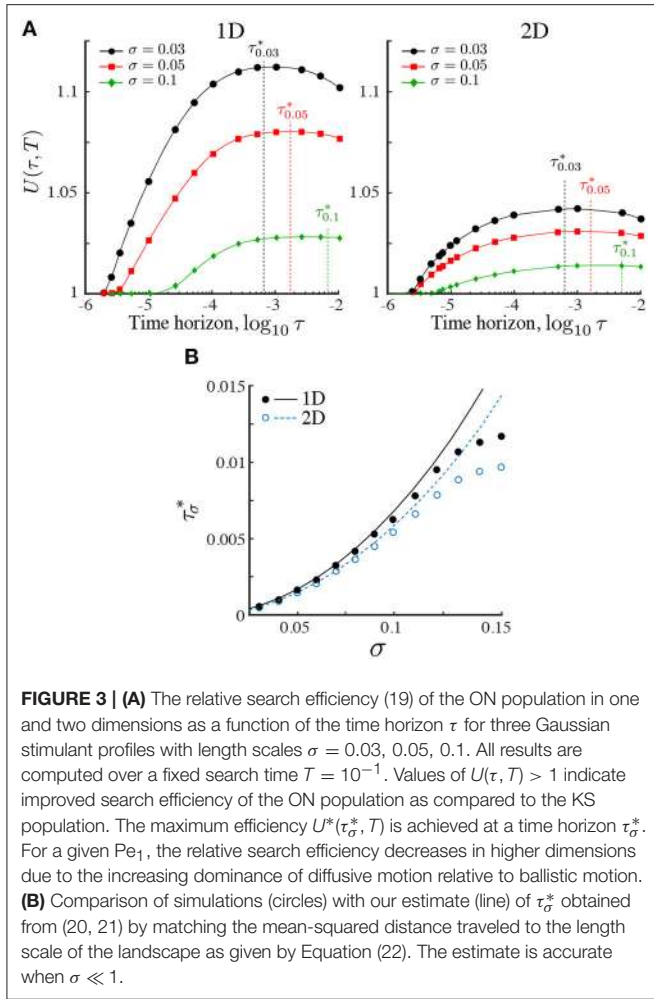 A
1D
2D
σ = 0.03
σ = 0.05
σ = 0.1
τ*0.03
τ*0.05
τ*0.1
1.1
1.05
1
U(τ, T)
-6 -5 -4 -3 -2
Time horizon, log10 τ
σ = 0.03
σ = 0.05
σ = 0.1
τ*0.03
τ*0.05
τ*0.1
1.1
1.05
1
-6 -5 -4 -3 -2
Time horizon, log10 τ
B
1D
2D
0.015
0.01
0.005
0
τσ*
0.05 0.1 0.15
σ
FIGURE 3 | (A) The relative search efficiency (19) of the ON population in one
and two dimensions as a function of the time horizon τ for three Gaussian
stimulant profiles with length scales σ = 0.03, 0.05, 0.1. All results are
computed over a fixed search time T = 10⁻¹. Values of U(τ, T) > 1 indicate
improved search efficiency of the ON population as compared to the KS
population. The maximum efficiency U*(τσ*, T) is achieved at a time horizon τσ*.
For a given Pe₁, the relative search efficiency decreases in higher dimensions
due to the increasing dominance of diffusive motion relative to ballistic motion.
(B) Comparison of simulations (circles) with our estimate (line) of τσ* obtained
from (20, 21) by matching the mean-squared distance traveled to the length
scale of the landscape as given by Equation (22). The estimate is accurate
when σ ≪ 1.